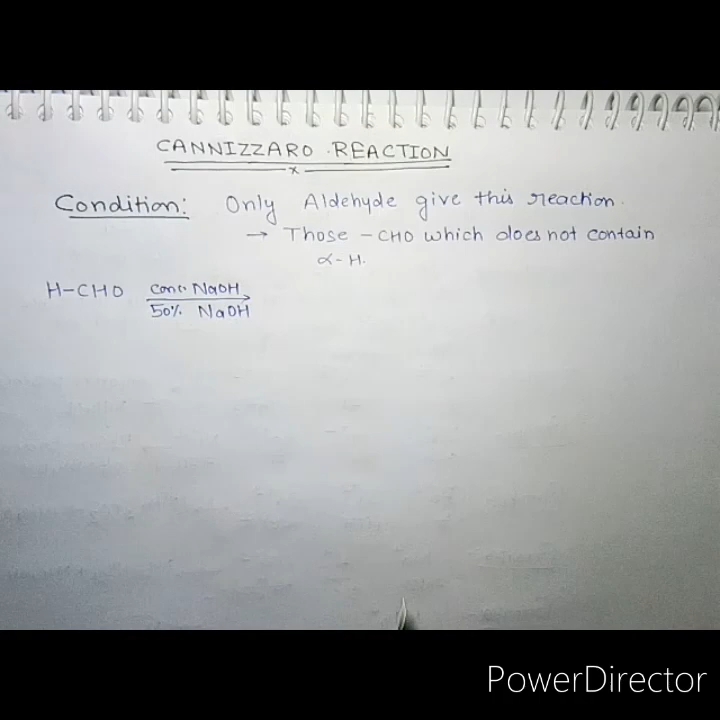 CANNIZZARO REACTION
x
Condition: Only Aldehyde give this reaction.
→ Those -CHO which does not contain
α-H.
H-CHO conc. NaOH
50% NaOH
PowerDirector